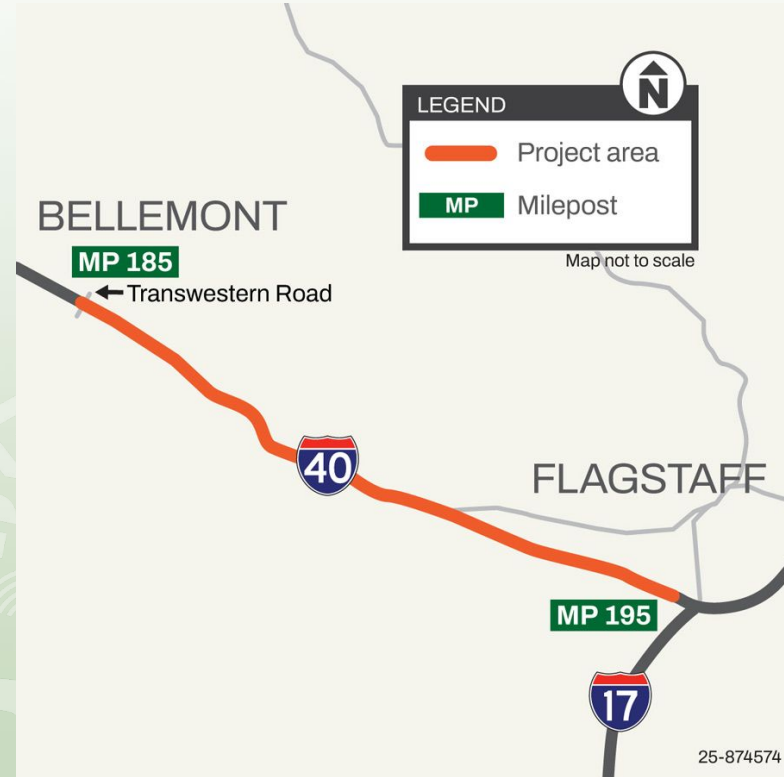 N
LEGEND
Project area
MP Milepost
Map not to scale
BELLEMONT
MP 185
Transwestern Road
40
FLAGSTAFF
MP 195
17
25-874574